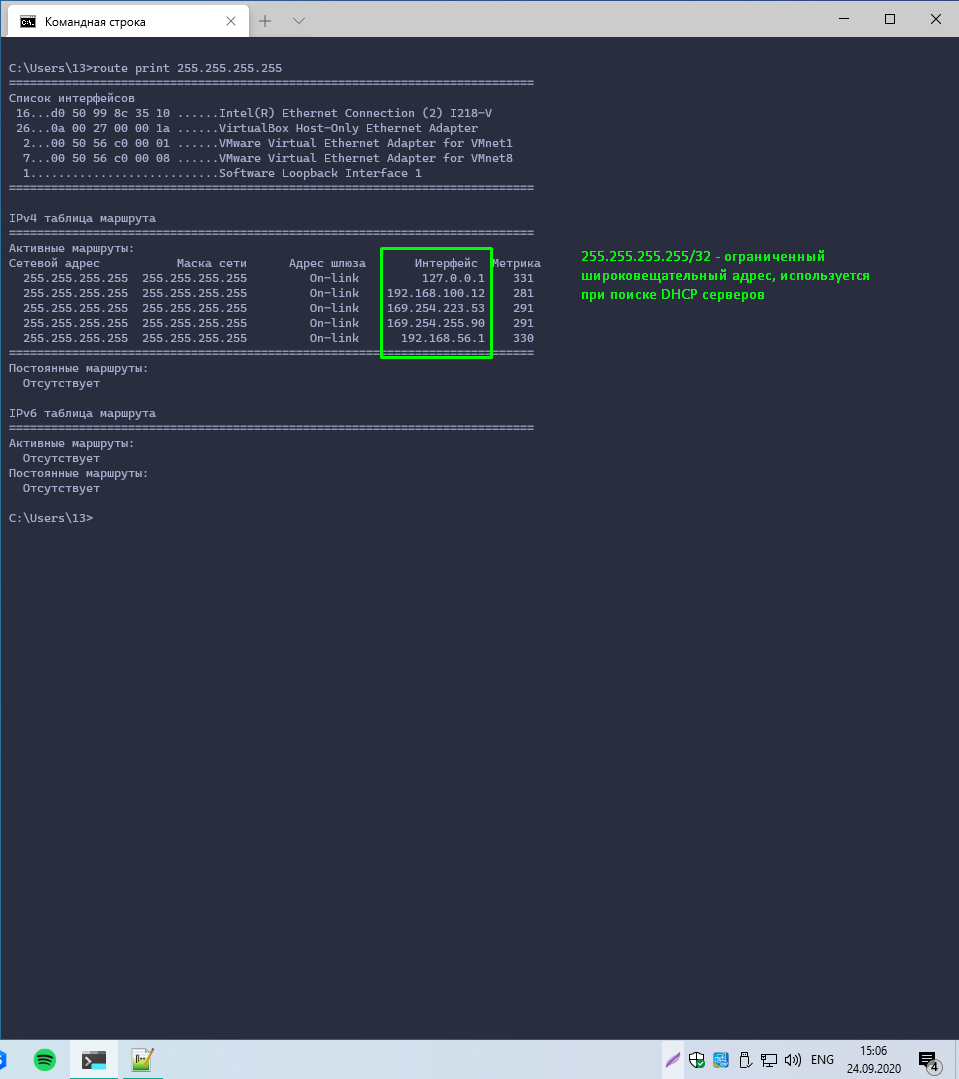 Командная строка
C:\Users\13>route print 255.255.255.255
===========================================================================
Список интерфейсов
 16...d0 50 99 8c 35 10 ......Intel(R) Ethernet Connection (2) I218-V
 26...0a 00 27 00 00 1a ......VirtualBox Host-Only Ethernet Adapter
  2...00 50 56 c0 00 01 ......VMware Virtual Ethernet Adapter for VMnet1
  7...00 50 56 c0 00 08 ......VMware Virtual Ethernet Adapter for VMnet8
  1...........................Software Loopback Interface 1
===========================================================================
IPv4 таблица маршрута
===========================================================================
Активные маршруты:
Сетевой адрес           Маска сети      Адрес шлюза       Интерфейс  Метрика
  255.255.255.255  255.255.255.255         On-link         127.0.0.1    331
  255.255.255.255  255.255.255.255         On-link    192.168.100.12    281
  255.255.255.255  255.255.255.255         On-link    169.254.223.53    291
  255.255.255.255  255.255.255.255         On-link    169.254.255.90    291
  255.255.255.255  255.255.255.255         On-link      192.168.56.1    330
===========================================================================
Постоянные маршруты:
  Отсутствует
IPv6 таблица маршрута
===========================================================================
Активные маршруты:
  Отсутствует
Постоянные маршруты:
  Отсутствует
C:\Users\13>
255.255.255.255/32 - ограниченный
широковещательный адрес, используется
при поиске DHCP серверов
ENG
15:06
24.09.2020
4